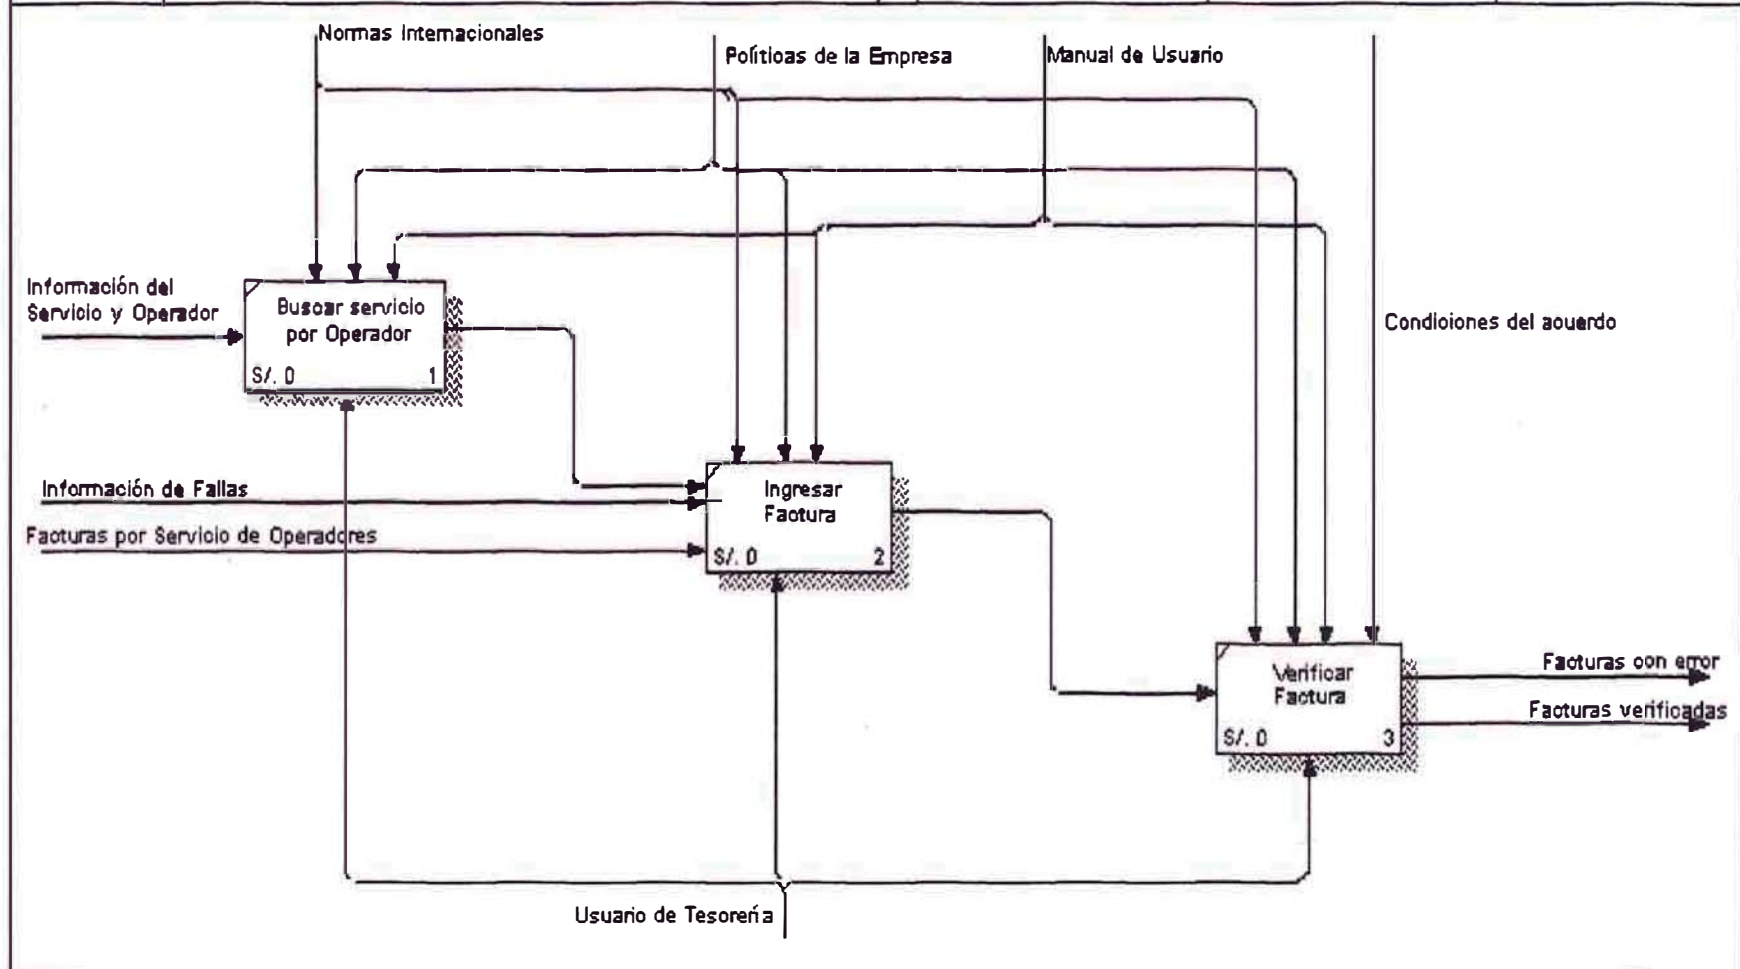 Normas Internacionales
Políticas de la Empresa
Manual de Usuario
Información del
Servicio y Operador
Buscar servicio
por Operador
S/. 0 1
Condiciones del acuerdo
Información de Fallas
Facturas por Servicio de Operadores
Ingresar
Factura
S/. 0 2
Verificar
Factura
S/. 0 3
Facturas con error
Facturas verificadas
Usuario de Tesorería